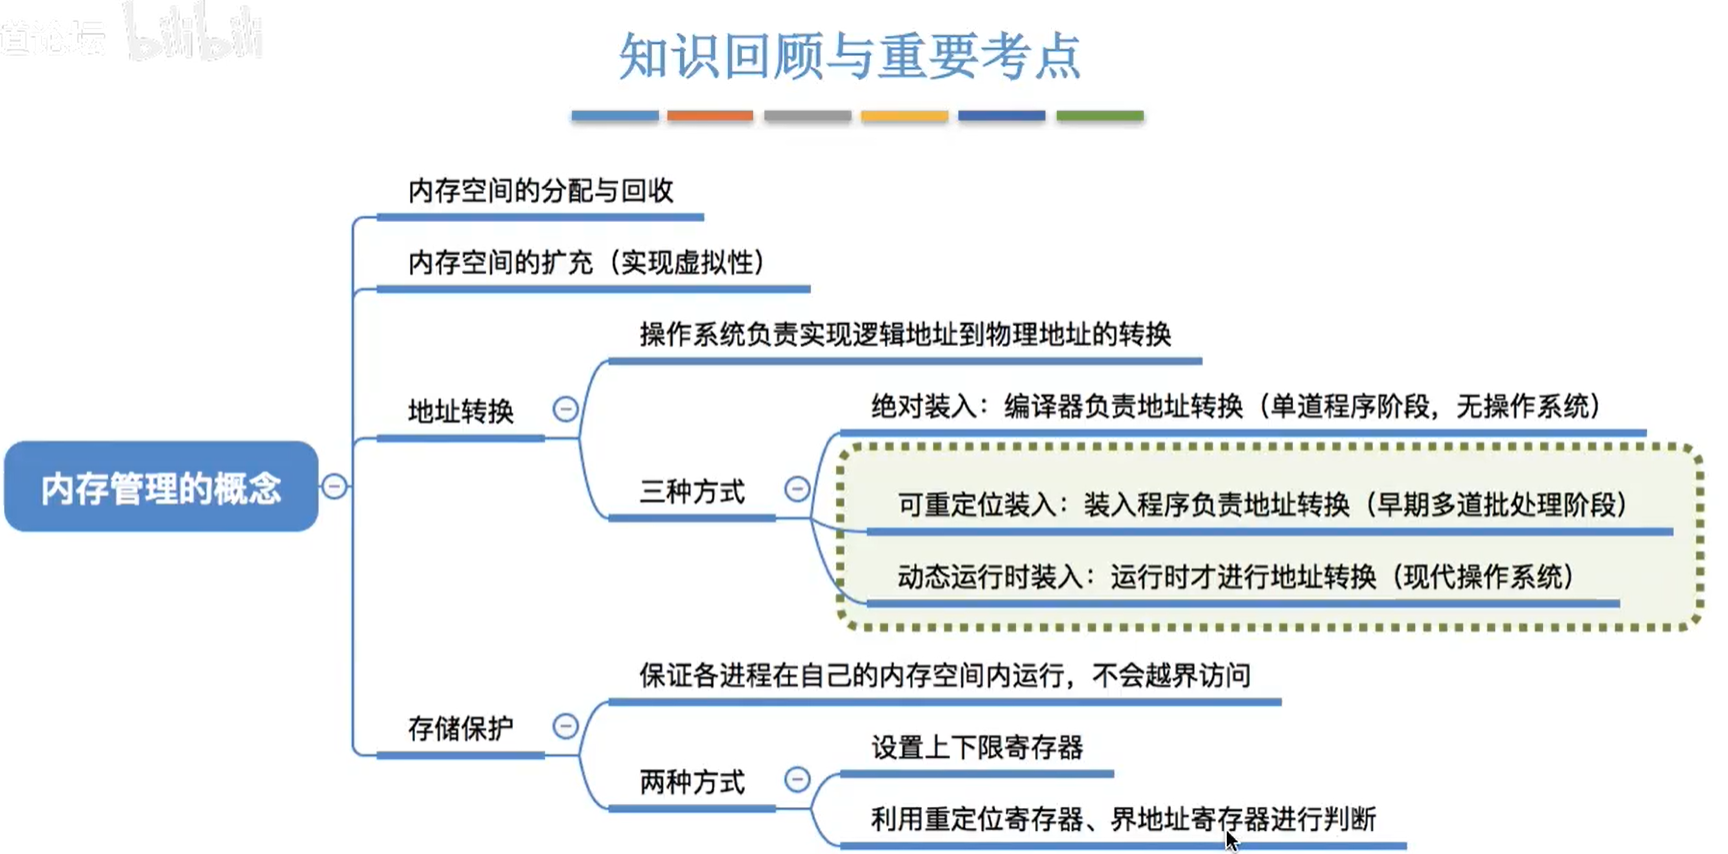 道论坛 bilibili
知识回顾与重要考点
内存空间的分配与回收
内存空间的扩充（实现虚拟性）
操作系统负责实现逻辑地址到物理地址的转换
绝对装入：编译器负责地址转换（单道程序阶段，无操作系统）
地址转换
内存管理的概念
三种方式
可重定位装入：装入程序负责地址转换（早期多道批处理阶段）
动态运行时装入：运行时才进行地址转换（现代操作系统）
保证各进程在自己的内存空间内运行，不会越界访问
存储保护
设置上下限寄存器
两种方式
利用重定位寄存器、界地址寄存器进行判断